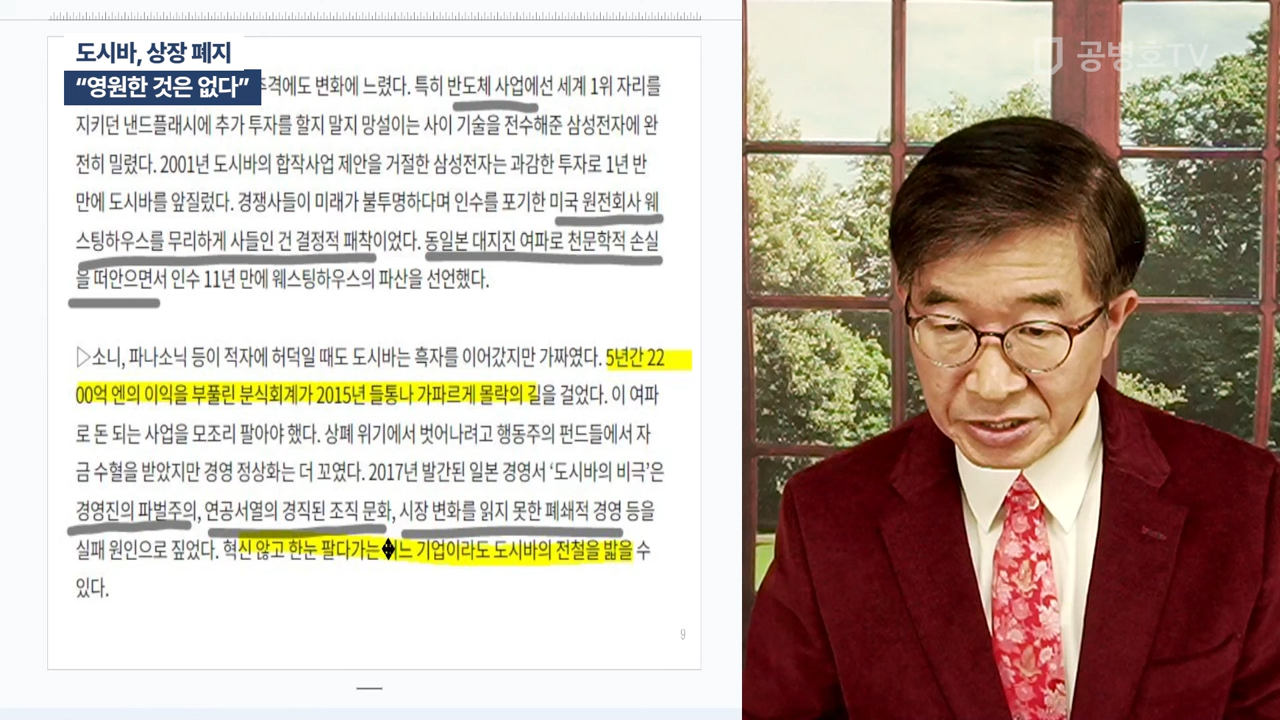 도시바, 상장 폐지
“영원한 것은 없다”
공병호TV
추격에도 변화에 느렸다. 특히 반도체 사업에선 세계 1위 자리를
지키던 낸드플래시에 추가 투자를 할지 말지 망설이는 사이 기술을 전수해준 삼성전자에 완
전히 밀렸다. 2001년 도시바의 합작사업 제안을 거절한 삼성전자는 과감한 투자로 1년 반
만에 도시바를 앞질렀다. 경쟁사들이 미래가 불투명하다며 인수를 포기한 미국 원전회사 웨
스팅하우스를 무리하게 사들인 건 결정적 패착이었다. 동일본 대지진 여파로 천문학적 손실
을 떠안으면서 인수 11년 만에 웨스팅하우스의 파산을 선언했다.
▷소니, 파나소닉 등이 적자에 허덕일 때도 도시바는 흑자를 이어갔지만 가짜였다. 5년간 22
00억 엔의 이익을 부풀린 분식회계가 2015년 들통나 가파르게 몰락의 길을 걸었다. 이 여파
로 돈 되는 사업을 모조리 팔아야 했다. 상폐 위기에서 벗어나려고 행동주의 펀드들에서 자
금 수혈을 받았지만 경영 정상화는 더 꼬였다. 2017년 발간된 일본 경영서 ‘도시바의 비극’은
경영진의 파벌주의, 연공서열의 경직된 조직 문화, 시장 변화를 읽지 못한 폐쇄적 경영 등을
실패 원인으로 짚었다. 혁신 않고 한눈 팔다가는 기업이라도 도시바의 전철을 밟을 수
있다.
9